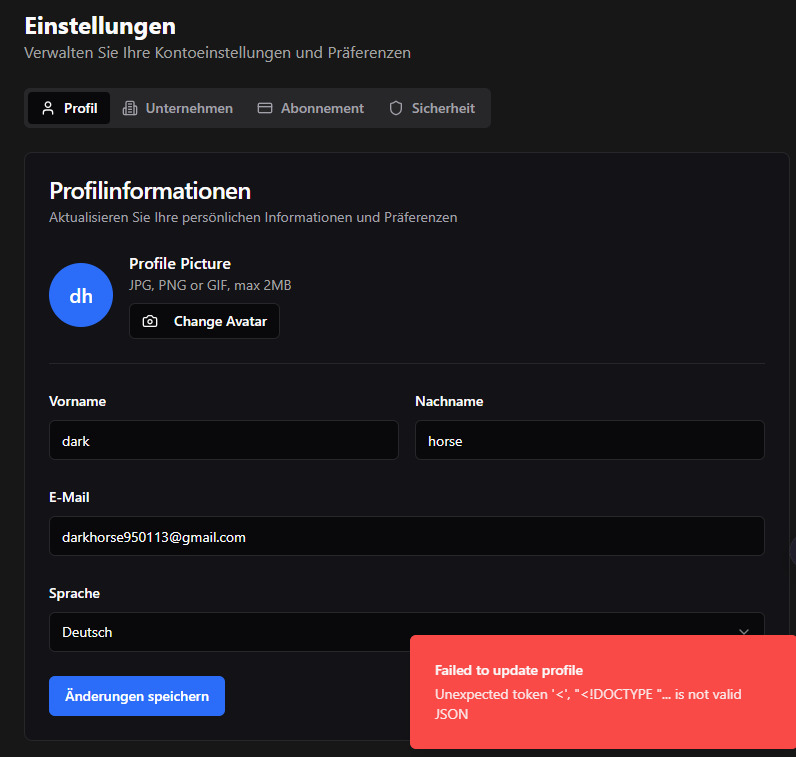 Einstellungen
Verwalten Sie Ihre Kontoeinstellungen und Präferenzen
Profil
Unternehmen
Abonnement
Sicherheit
Profilinformationen
Aktualisieren Sie Ihre persönlichen Informationen und Präferenzen
dh
Profile Picture
JPG, PNG or GIF, max 2MB
Change Avatar
Vorname
Nachname
dark
horse
E-Mail
darkhorse950113@gmail.com
Sprache
Deutsch
Änderungen speichern
Failed to update profile
Unexpected token '<', "<!DOCTYPE "... is not valid
JSON